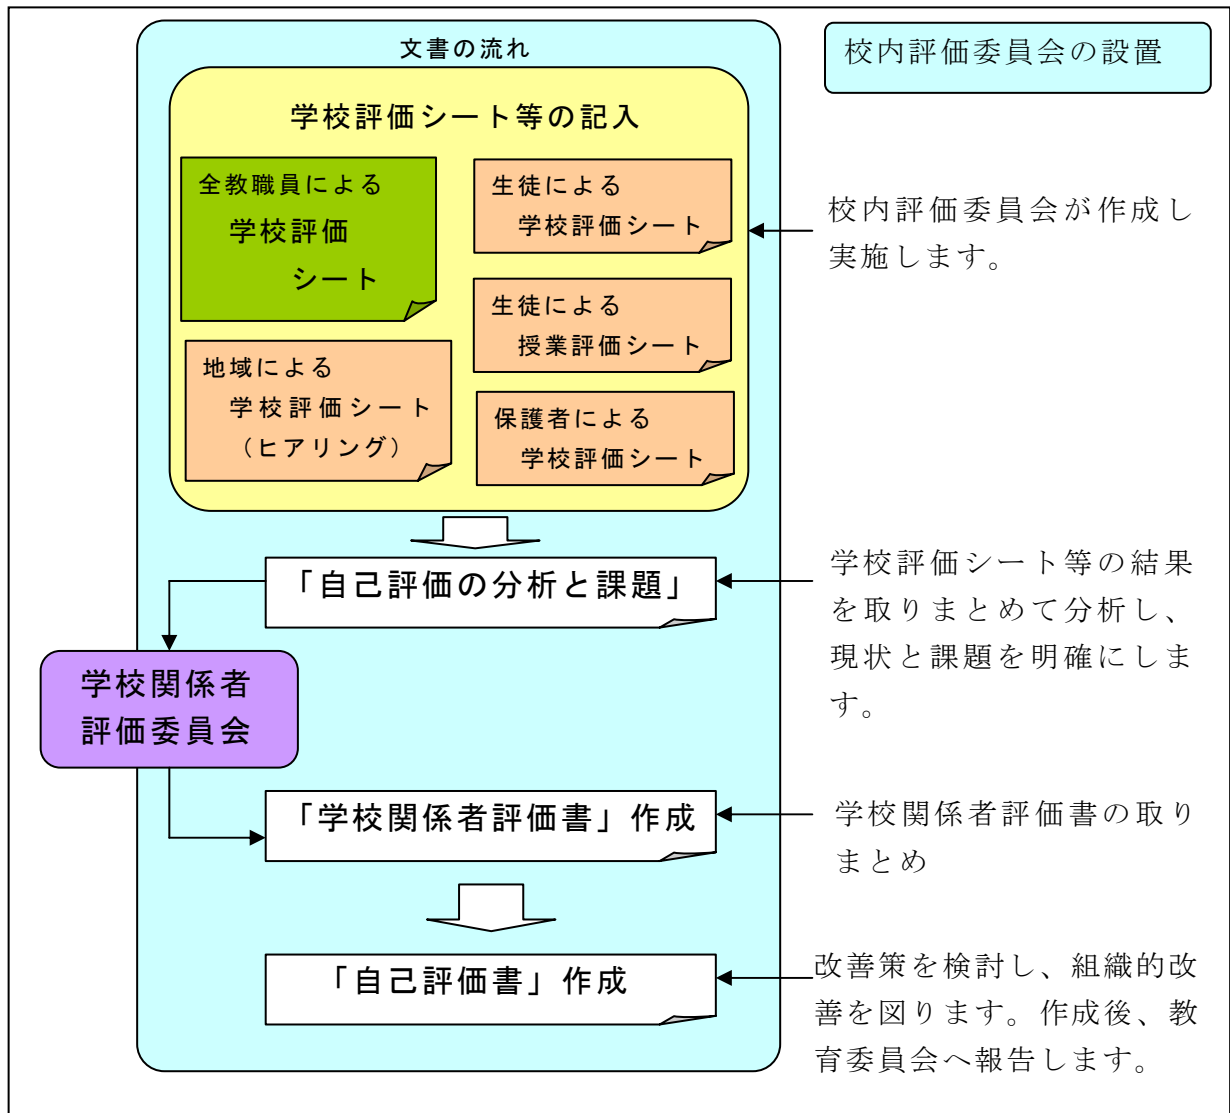 文書の流れ
校内評価委員会の設置
学校評価シート等の記入
全教職員による
学校評価
シート
生徒による
学校評価シート
校内評価委員会が作成し
実施します。
生徒による
授業評価シート
地域による
学校評価シート
（ヒアリング）
保護者による
学校評価シート
「自己評価の分析と課題」
学校評価シート等の結果
を取りまとめて分析し、
現状と課題を明確にしま
す。
学校関係者
評価委員会
「学校関係者評価書」作成
学校関係者評価書の取り
まとめ
「自己評価書」作成
改善策を検討し、組織的改
善を図ります。作成後、教
育委員会へ報告します。